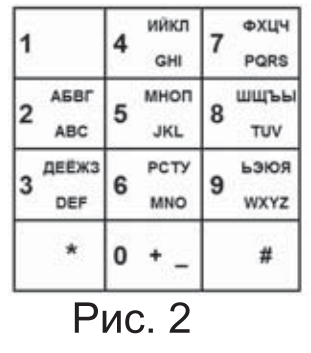 1
4 ИЙКЛ GHI
7 ФХЦЧ PQRS
2 АБВГ ABC
5 МНОП JKL
8 ШЩЪЫ TUV
3 ДЕЁЖЗ DEF
6 РСТУ MNO
9 ЬЭЮЯ WXYZ
*
0 + _
#
Рис. 2